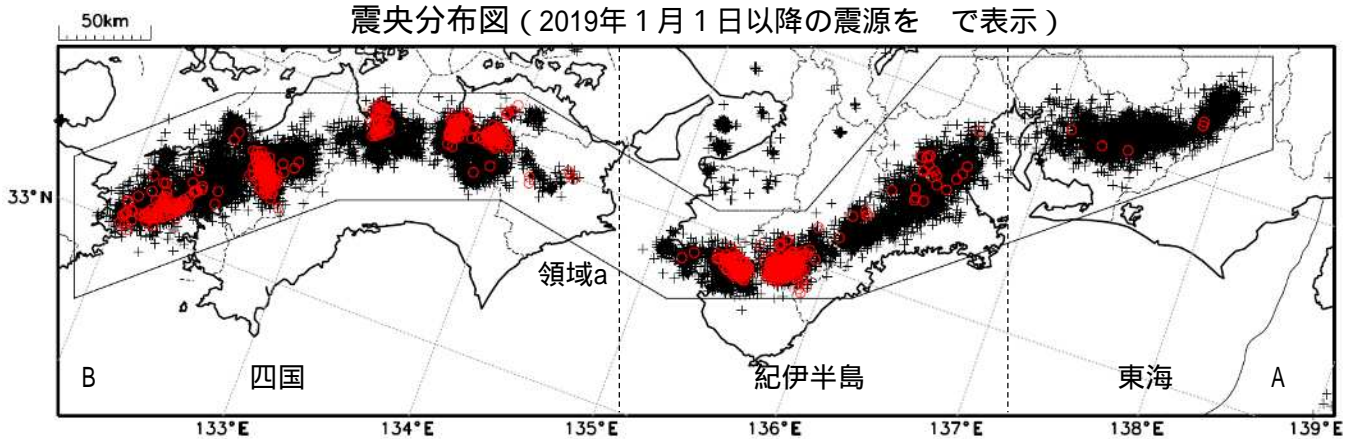 50km
震央分布図(2019年1月1日以降の震源を で表示)
33°N
領域a
B 四国 紀伊半島 東海 A
133°E 134°E 135°E 136°E 137°E 138°E 139°E